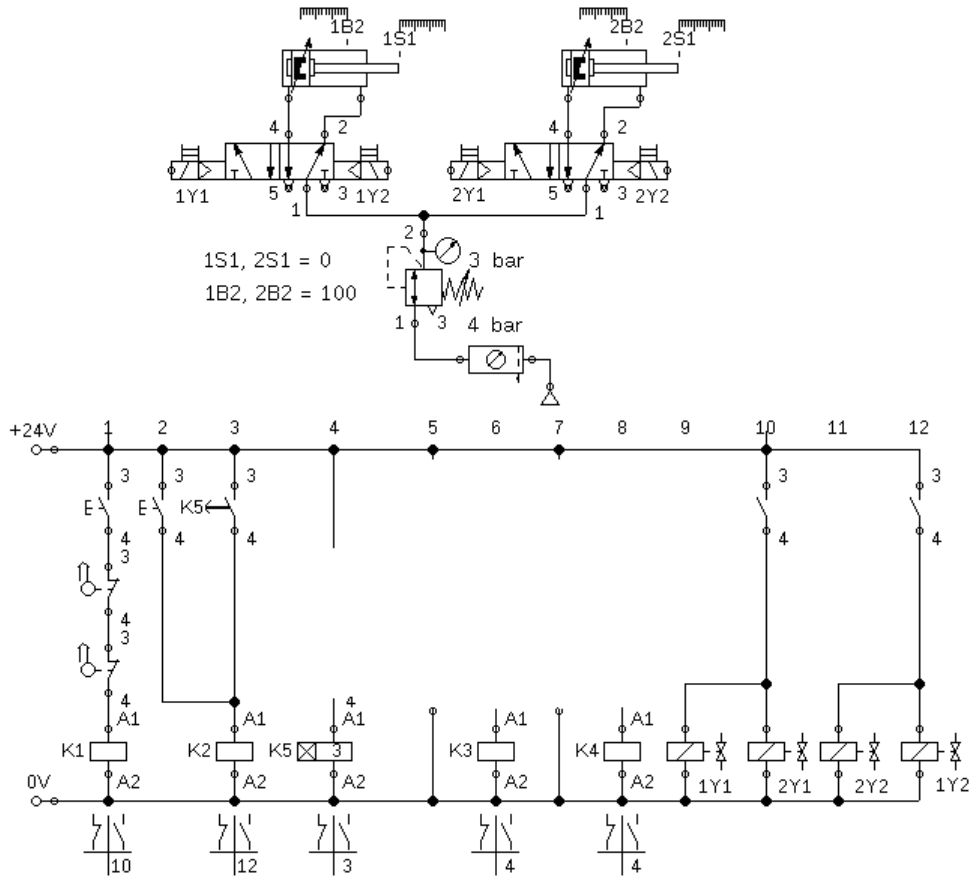 1B2 1S1 2B2 2S1
4 2 4 2
1Y1 5 3 1Y2 2Y1 5 3 2Y2
1 1
2
1S1, 2S1 = 0 3 bar
1B2, 2B2 = 100
1 3 4 bar
+24V 1 2 3 4 5 6 7 8 9 10 11 12
3 3 3 3 3
E E K5
4 4 4 4 4
3
4
3
4 4
A1 A1 A1 A1 A1
K1 K2 K5 3 K3 K4
1Y1 2Y1 2Y2 1Y2
0V A2 A2 A2 A2 A2
10 12 3 4 4